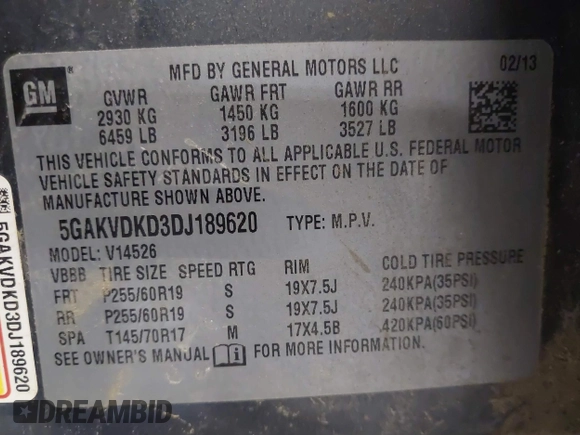 GM
MFD BY GENERAL MOTORS LLC 02/13
GVWR GAWR FRT GAWR RR
2930 KG 1450 KG 1600 KG
6459 LB 3196 LB 3527 LB
THIS VEHICLE CONFORMS TO ALL APPLICABLE U.S. FEDERAL MOTOR
VEHICLE SAFETY STANDARDS IN EFFECT ON THE DATE OF
MANUFACTURE SHOWN ABOVE.
5GAKVDKD3DJ189620 TYPE: M.P.V.
MODEL: V14526
VBBB TIRE SIZE SPEED RTG RIM COLD TIRE PRESSURE
FRT P255/60R19 S 19X7.5J 240KPA(35PSI)
RR P255/60R19 S 19X7.5J 240KPA(35PSI)
SPA T145/70R17 M 17X4.5B 420KPA(60PSI)
SEE OWNER'S MANUAL FOR MORE INFORMATION
5GAKVDKD3DJ189620
DREAMBID